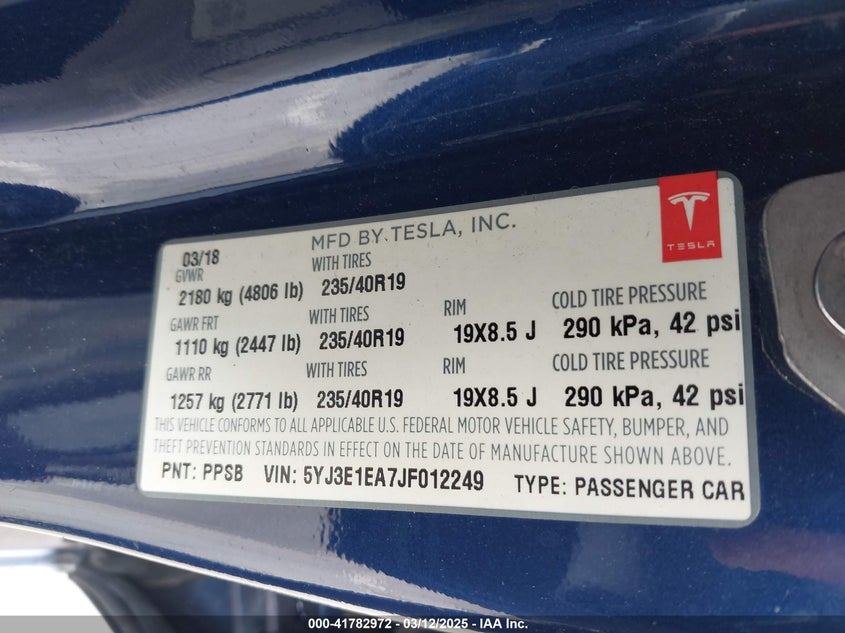 TESLA
03/18 MFD BY TESLA, INC.
GVWR WITH TIRES
2180 kg (4806 lb) 235/40R19
GAWR FRT WITH TIRES RIM COLD TIRE PRESSURE
1110 kg (2447 lb) 235/40R19 19X8.5 J 290 kPa, 42 psi
GAWR RR WITH TIRES RIM COLD TIRE PRESSURE
1257 kg (2771 lb) 235/40R19 19X8.5 J 290 kPa, 42 psi
THIS VEHICLE CONFORMS TO ALL APPLICABLE U.S. FEDERAL MOTOR VEHICLE SAFETY, BUMPER, AND
THEFT PREVENTION STANDARDS IN EFFECT ON THE DATE OF MANUFACTURE SHOWN ABOVE.
PNT: PPSB VIN: 5YJ3E1EA7JF012249 TYPE: PASSENGER CAR
000-41782972 - 03/12/2025 - IAA Inc.